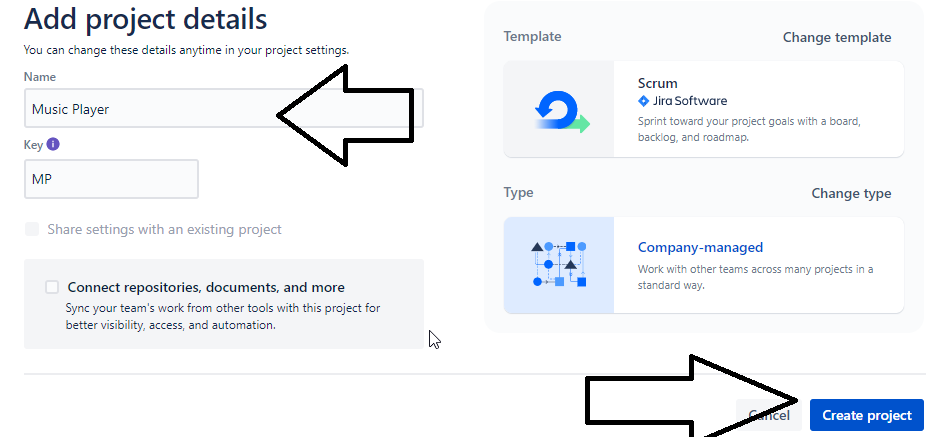 Add project details
You can change these details anytime in your project settings.
Name
Music Player
Key
MP
Share settings with an existing project
Connect repositories, documents, and more
Sync your team's work from other tools with this project for
better visibility, access, and automation.
Template
Change template
Scrum
Jira Software
Sprint toward your project goals with a board,
backlog, and roadmap.
Type
Change type
Company-managed
Work with other teams across many projects in a
standard way.
Cancel
Create project